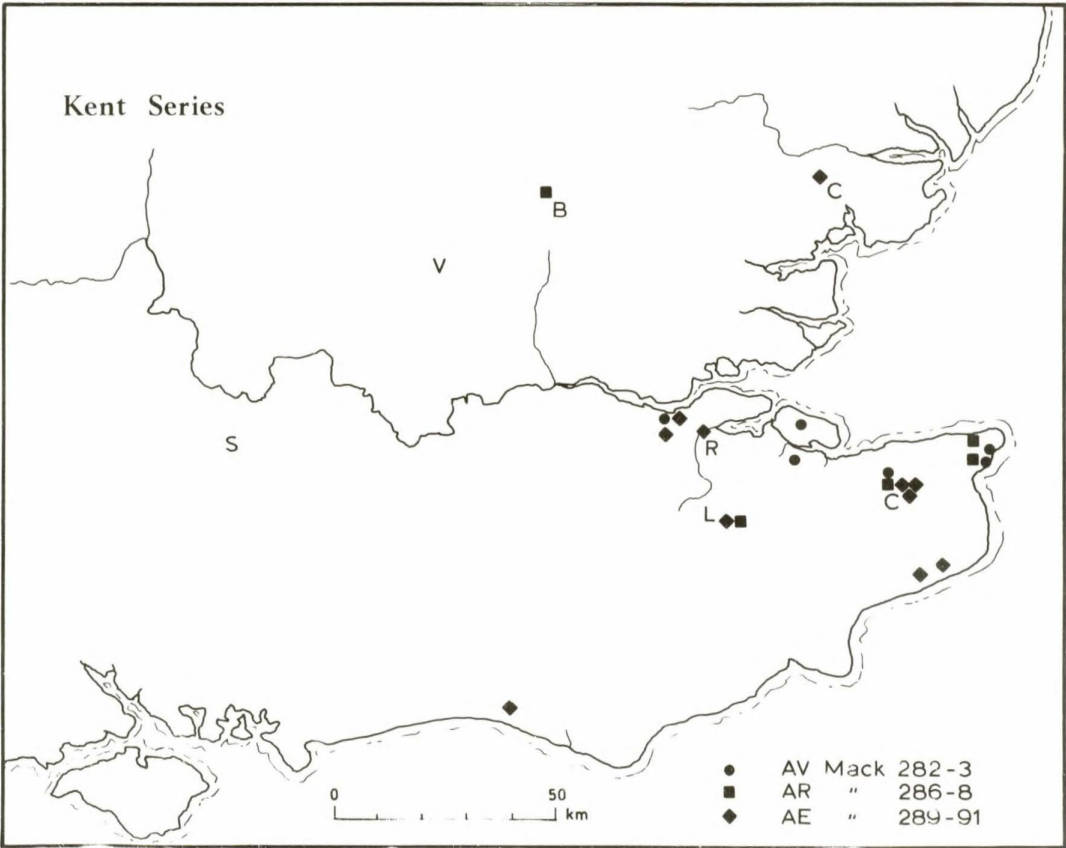 Kent Series
B
C
V
S
R
C
L
0 50 km
AV Mack 282-3
AR " 286-8
AE " 289-91